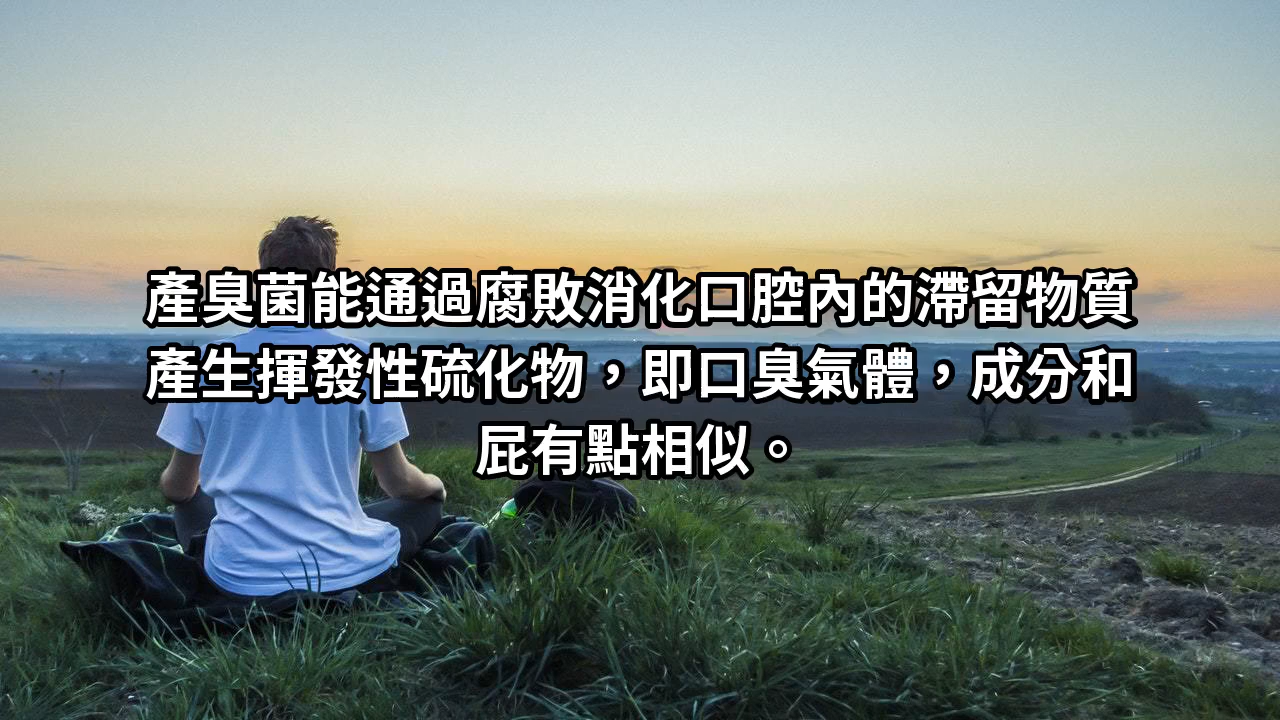 產臭菌能通過腐敗消化口腔內的滯留物質
產生揮發性硫化物，即口臭氣體，成分和
屁有點相似。